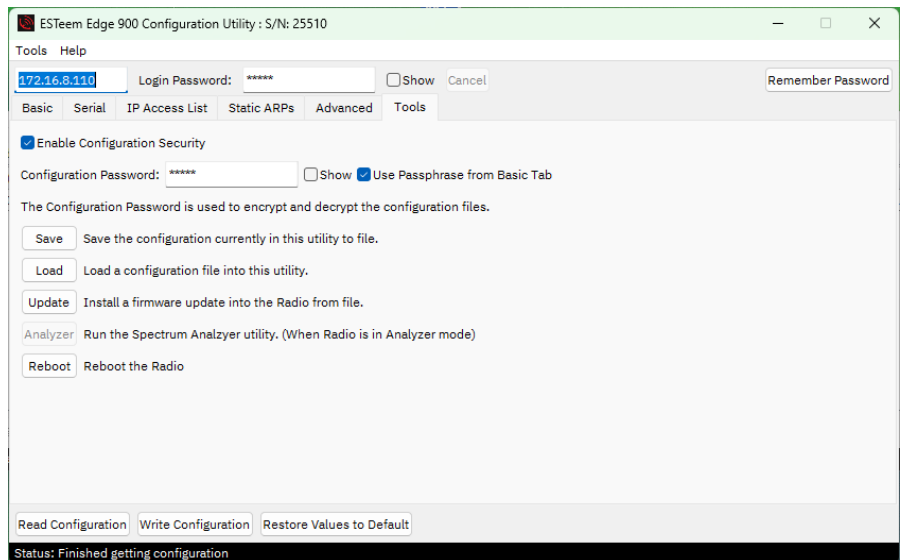 ESTeem Edge 900 Configuration Utility : S/N: 25510
Tools Help
172.16.8.110 Login Password: ***** Show Cancel Remember Password
Basic Serial IP Access List Static ARPs Advanced Tools
Enable Configuration Security
Configuration Password: ***** Show Use Passphrase from Basic Tab
The Configuration Password is used to encrypt and decrypt the configuration files.
Save Save the configuration currently in this utility to file.
Load Load a configuration file into this utility.
Update Install a firmware update into the Radio from file.
Analyzer Run the Spectrum Analzyer utility. (When Radio is in Analyzer mode)
Reboot Reboot the Radio
Read Configuration Write Configuration Restore Values to Default
Status: Finished getting configuration